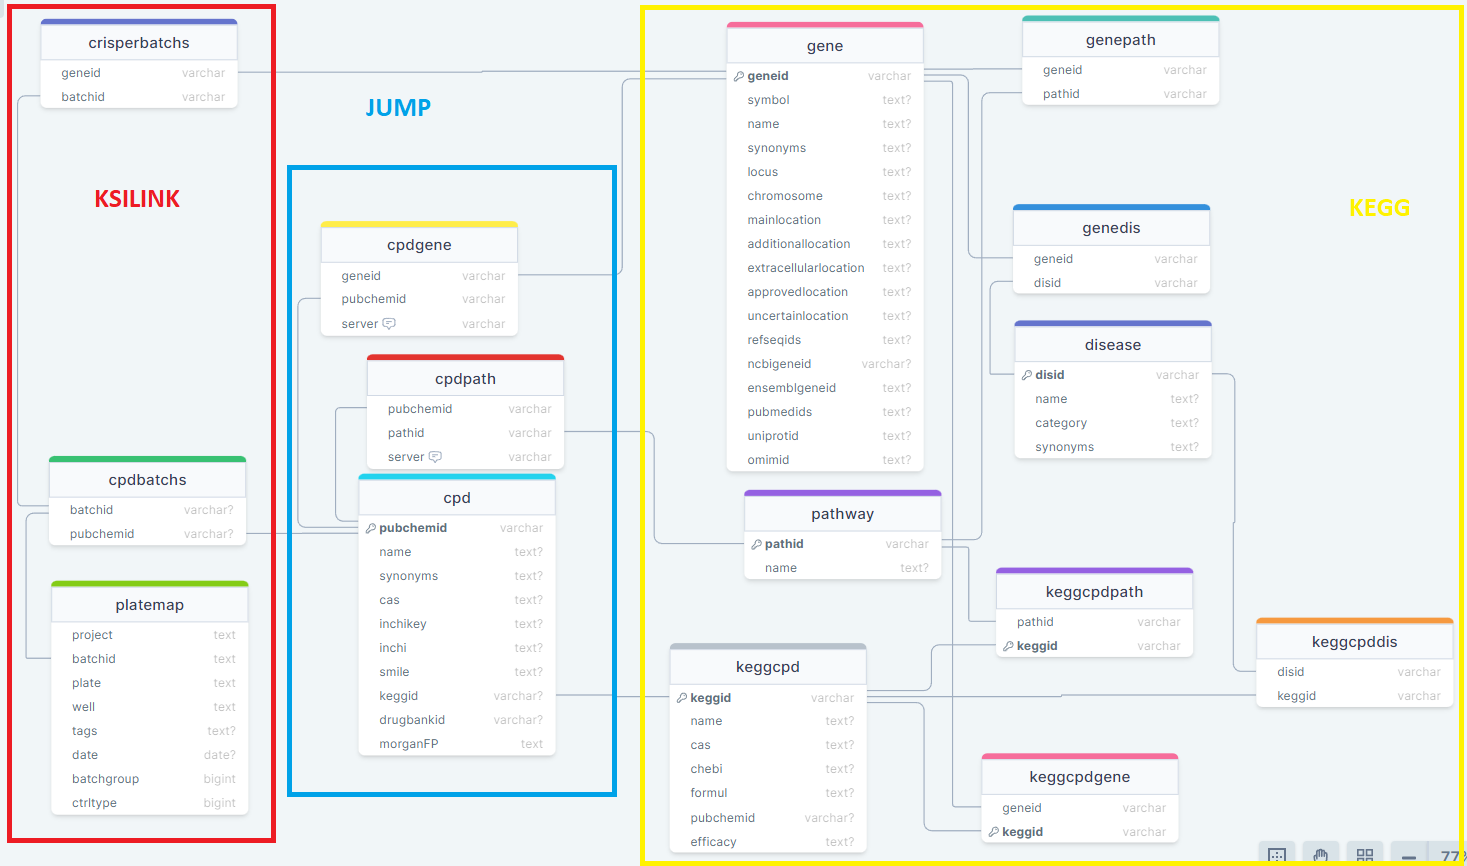 crisperbatchs
geneid varchar
batchid varchar
KSILINK
cpdbatchs
batchid varchar?
pubchemid varchar?
platemap
project text
batchid text
plate text
well text
tags text?
date date?
batchgroup bigint
ctrltype bigint
JUMP
cpdgene
geneid varchar
pubchemid varchar
server varchar
cpdpath
pubchemid varchar
pathid varchar
server varchar
cpd
pubchemid varchar
name text?
synonyms text?
cas text?
inchikey text?
inchi text?
smile text?
keggid varchar?
drugbankid varchar?
morganFP text
KEGG
gene
geneid varchar
symbol text?
name text?
synonyms text?
locus text?
chromosome text?
mainlocation text?
additionallocation text?
extracellularlocation text?
approvedlocation text?
uncertainlocation text?
refseqids text?
ncbigeneid varchar?
ensemblgeneid text?
pubmedids text?
uniprotid text?
omimid text?
pathway
pathid varchar
name text?
keggcpd
keggid varchar
name text?
cas text?
chebi text?
formul text?
pubchemid varchar?
efficacy text?
genepath
geneid varchar
pathid varchar
genedis
geneid varchar
disid varchar
disease
disid varchar
name text?
category text?
synonyms text?
keggcpdpath
pathid varchar
keggid varchar
keggcpddis
disid varchar
keggid varchar
keggcpdgene
geneid varchar
keggid varchar